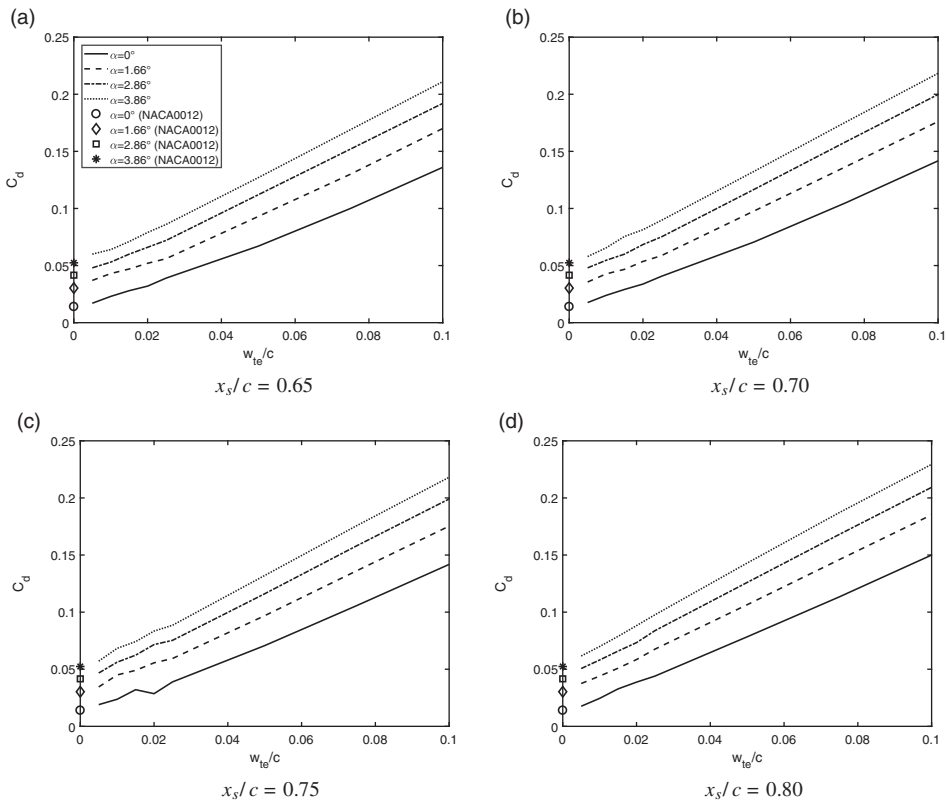 (a)
0.25
0.2
0.15
0.1
0.05
0
C_d
α=0°
α=1.66°
α=2.86°
α=3.86°
α=0° (NACA0012)
α=1.66° (NACA0012)
α=2.86° (NACA0012)
α=3.86° (NACA0012)
0 0.02 0.04 0.06 0.08 0.1
w_te/c
x_s/c = 0.65
(b)
0.25
0.2
0.15
0.1
0.05
0
C_d
0 0.02 0.04 0.06 0.08 0.1
w_te/c
x_s/c = 0.70
(c)
0.25
0.2
0.15
0.1
0.05
0
C_d
0 0.02 0.04 0.06 0.08 0.1
w_te/c
x_s/c = 0.75
(d)
0.25
0.2
0.15
0.1
0.05
0
C_d
0 0.02 0.04 0.06 0.08 0.1
w_te/c
x_s/c = 0.80